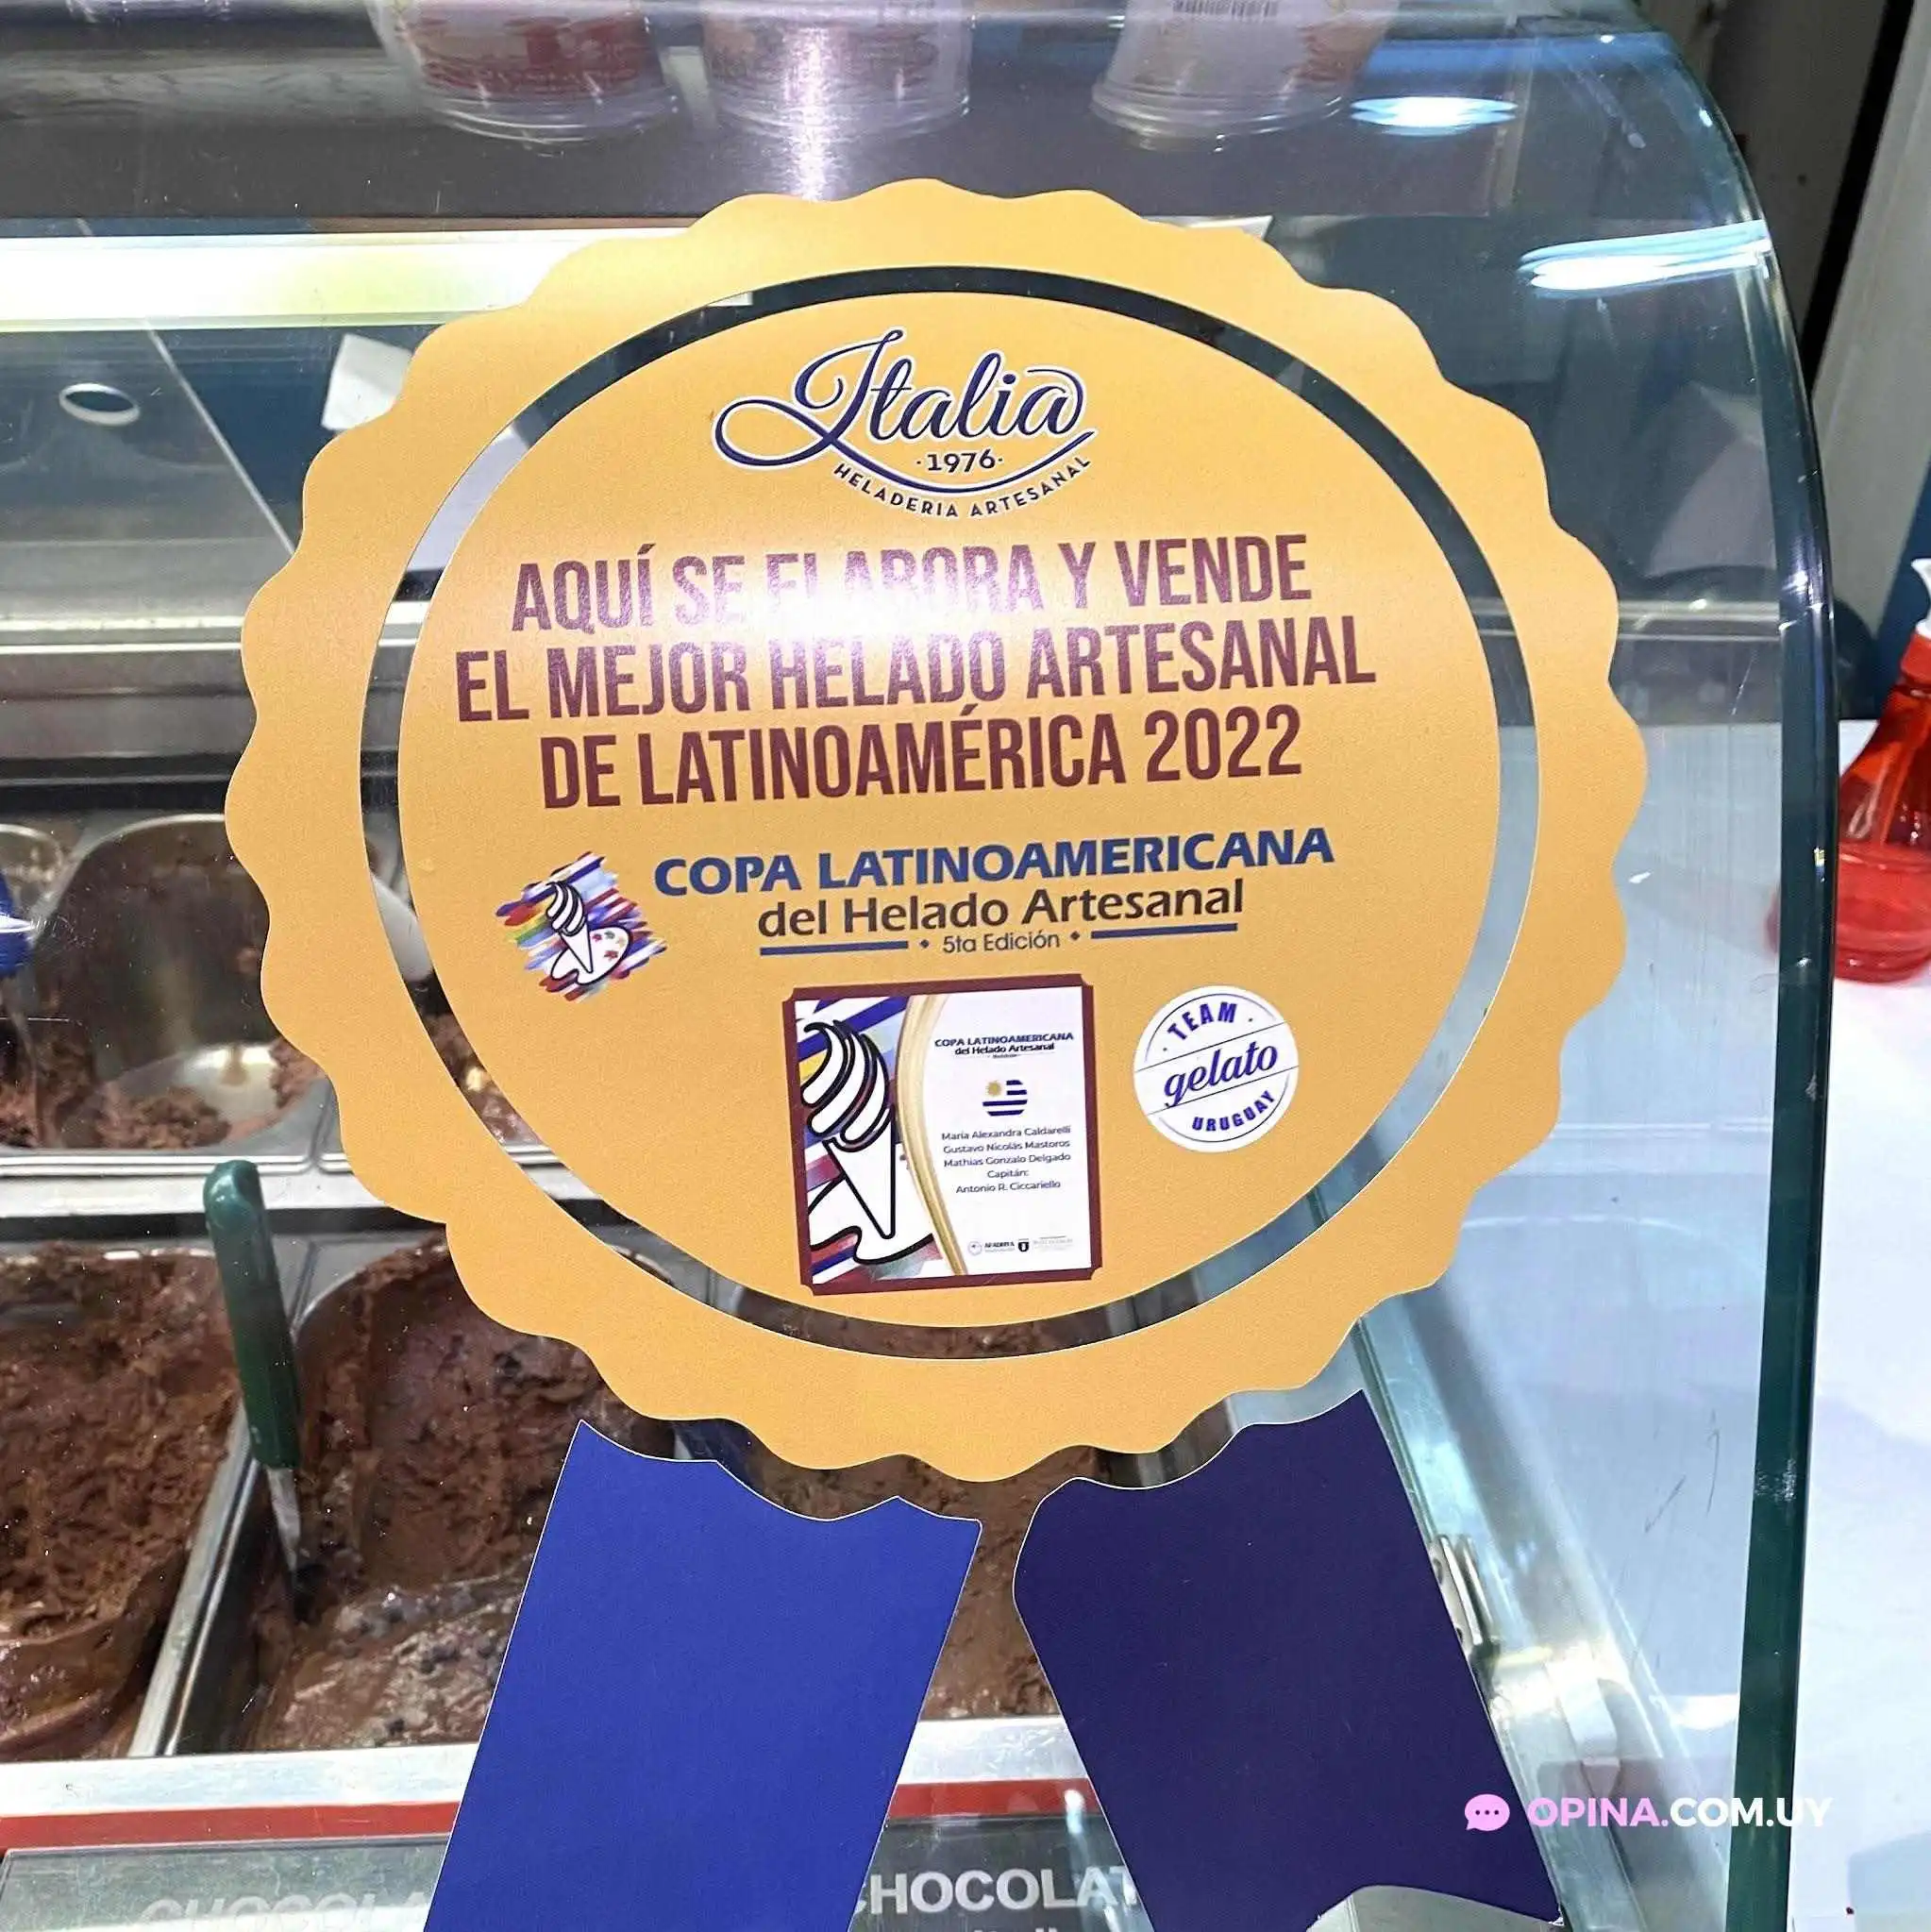 Italia
·1976·
HELADERIA ARTESANAL
AQUÍ SE ELABORA Y VENDE
EL MEJOR HELADO ARTESANAL
DE LATINOAMÉRICA 2022
COPA LATINOAMERICANA
del Helado Artesanal
5ta Edición
COPA LATINOAMERICANA
del Helado Artesanal
María Alexandra Caldarelli
Gustavo Nicolás Mastoros
Mathias Gonzalo Delgado
Capitán:
Antonio R. Ciccariello
· TEAM ·
gelato
URUGUAY
OPINA.COM.UY
CHOCOLA
HOCOLAT